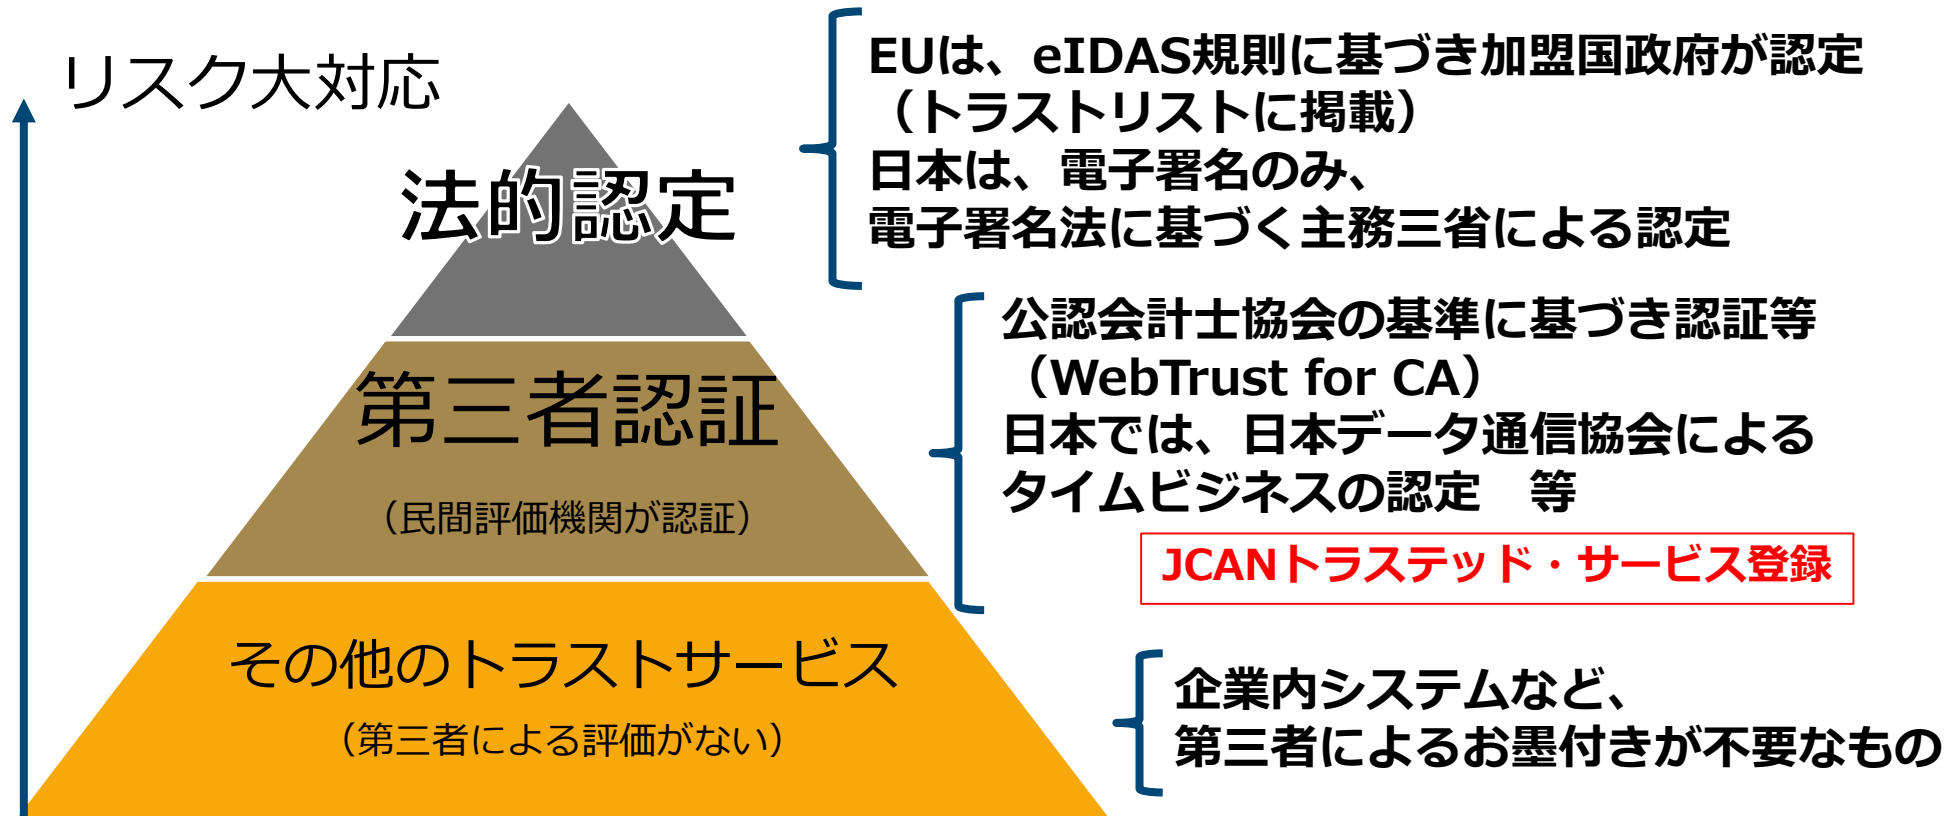 リスク大対応
法的認定
EUは、eIDAS規則に基づき加盟国政府が認定
（トラストリストに掲載）
日本は、電子署名のみ、
電子署名法に基づく主務三省による認定
第三者認証
（民間評価機関が認証）
公認会計士協会の基準に基づき認証等
（WebTrust for CA）
日本では、日本データ通信協会による
タイムビジネスの認定　等
JCANトラステッド・サービス登録
その他のトラストサービス
（第三者による評価がない）
企業内システムなど、
第三者によるお墨付きが不要なもの